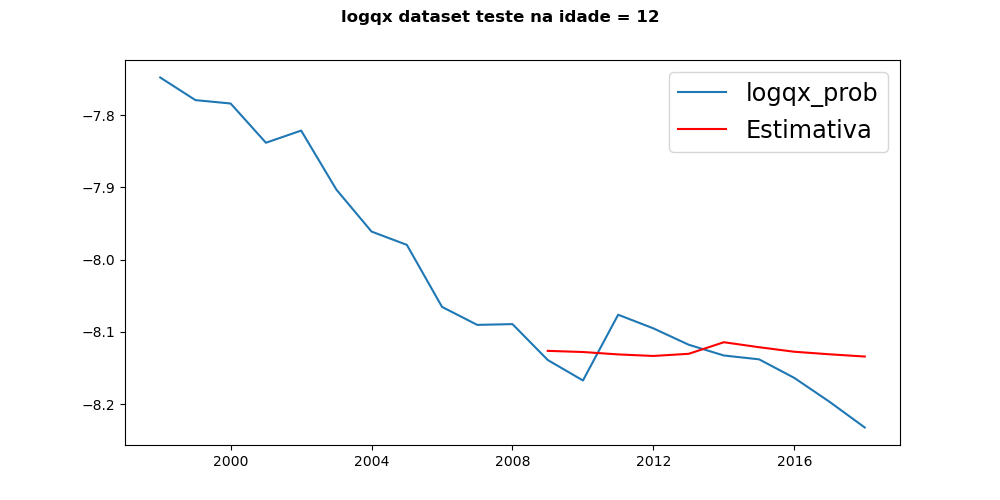 logqx dataset teste na idade = 12
logqx_prob
Estimativa
−7.8
−7.9
−8.0
−8.1
−8.2
2000 2004 2008 2012 2016